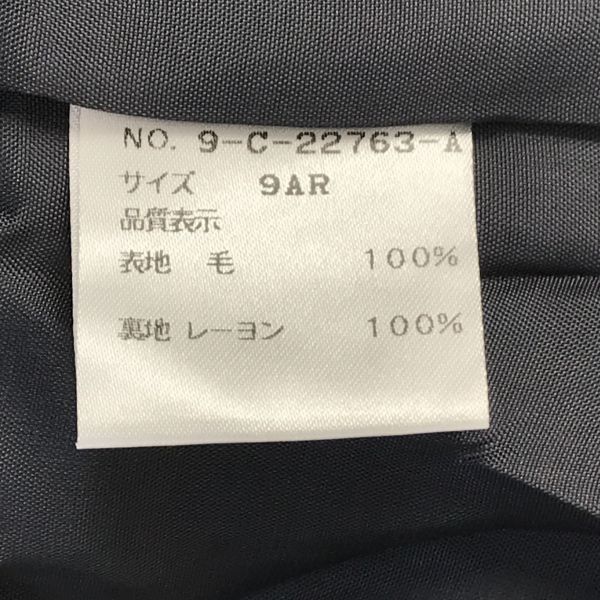 NO. 9-C-22763-A
サイズ 9AR
品質表示
表地 毛 100%
裏地 レーヨン 100%